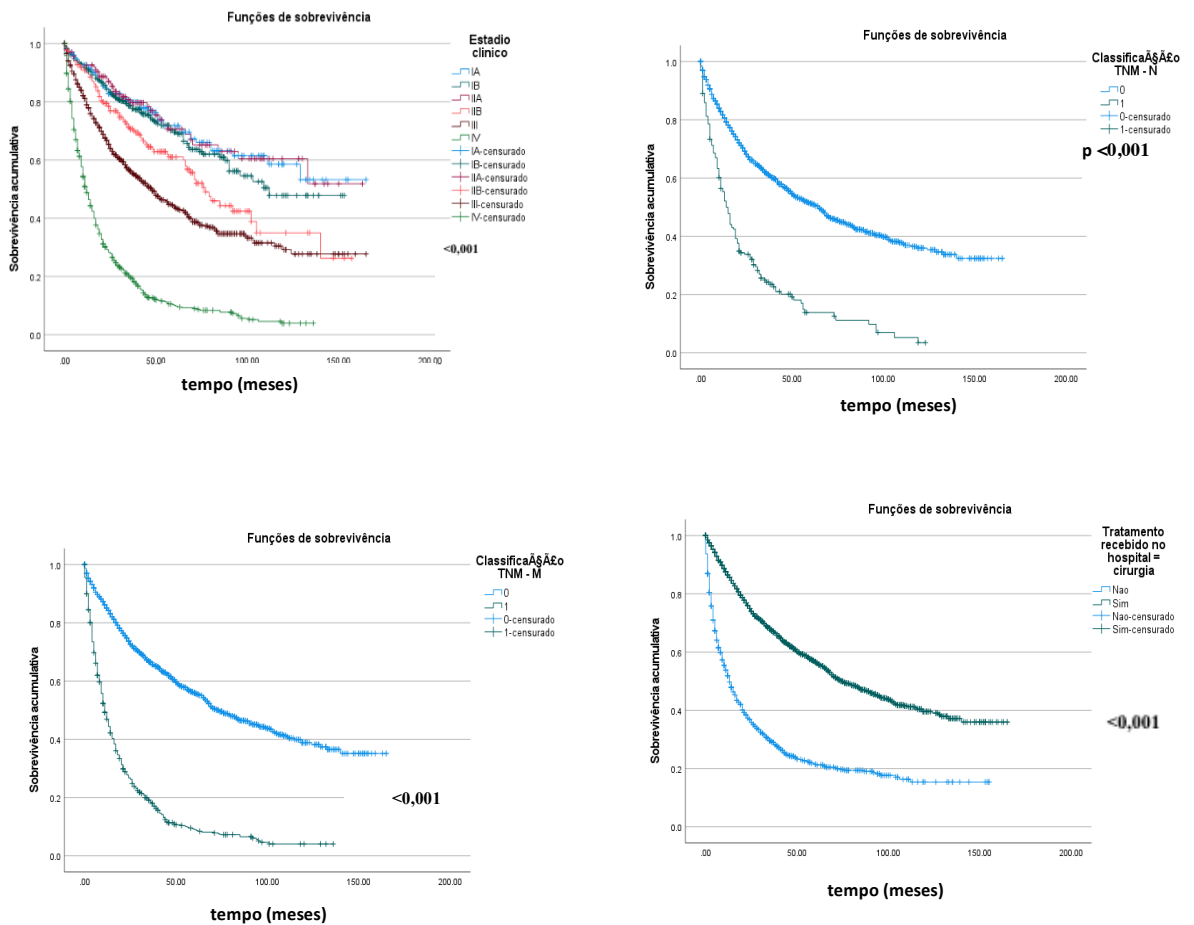 Funções de sobrevivência
Estadio
clinico
IA
IB
IIA
IIB
III
IV
IA-censurado
IB-censurado
IIA-censurado
IIB-censurado
III-censurado
IV-censurado
<0,001
Sobrevivência acumulativa
1.0
0.8
0.6
0.4
0.2
0.0
.00
50.00
100.00
150.00
200.00
tempo (meses)
Funções de sobrevivência
ClassificaÃ§Ã£o
TNM - N
0
1
0-censurado
1-censurado
p <0,001
Sobrevivência acumulativa
1.0
0.8
0.6
0.4
0.2
0.0
.00
50.00
100.00
150.00
200.00
tempo (meses)
Funções de sobrevivência
ClassificaÃ§Ã£o
TNM - M
0
1
0-censurado
1-censurado
<0,001
Sobrevivência acumulativa
1.0
0.8
0.6
0.4
0.2
0.0
.00
50.00
100.00
150.00
200.00
tempo (meses)
Funções de sobrevivência
Tratamento
recebido no
hospital =
cirurgia
Nao
Sim
Nao-censurado
Sim-censurado
<0,001
Sobrevivência acumulativa
1.0
0.8
0.6
0.4
0.2
0.0
.00
50.00
100.00
150.00
200.00
tempo (meses)